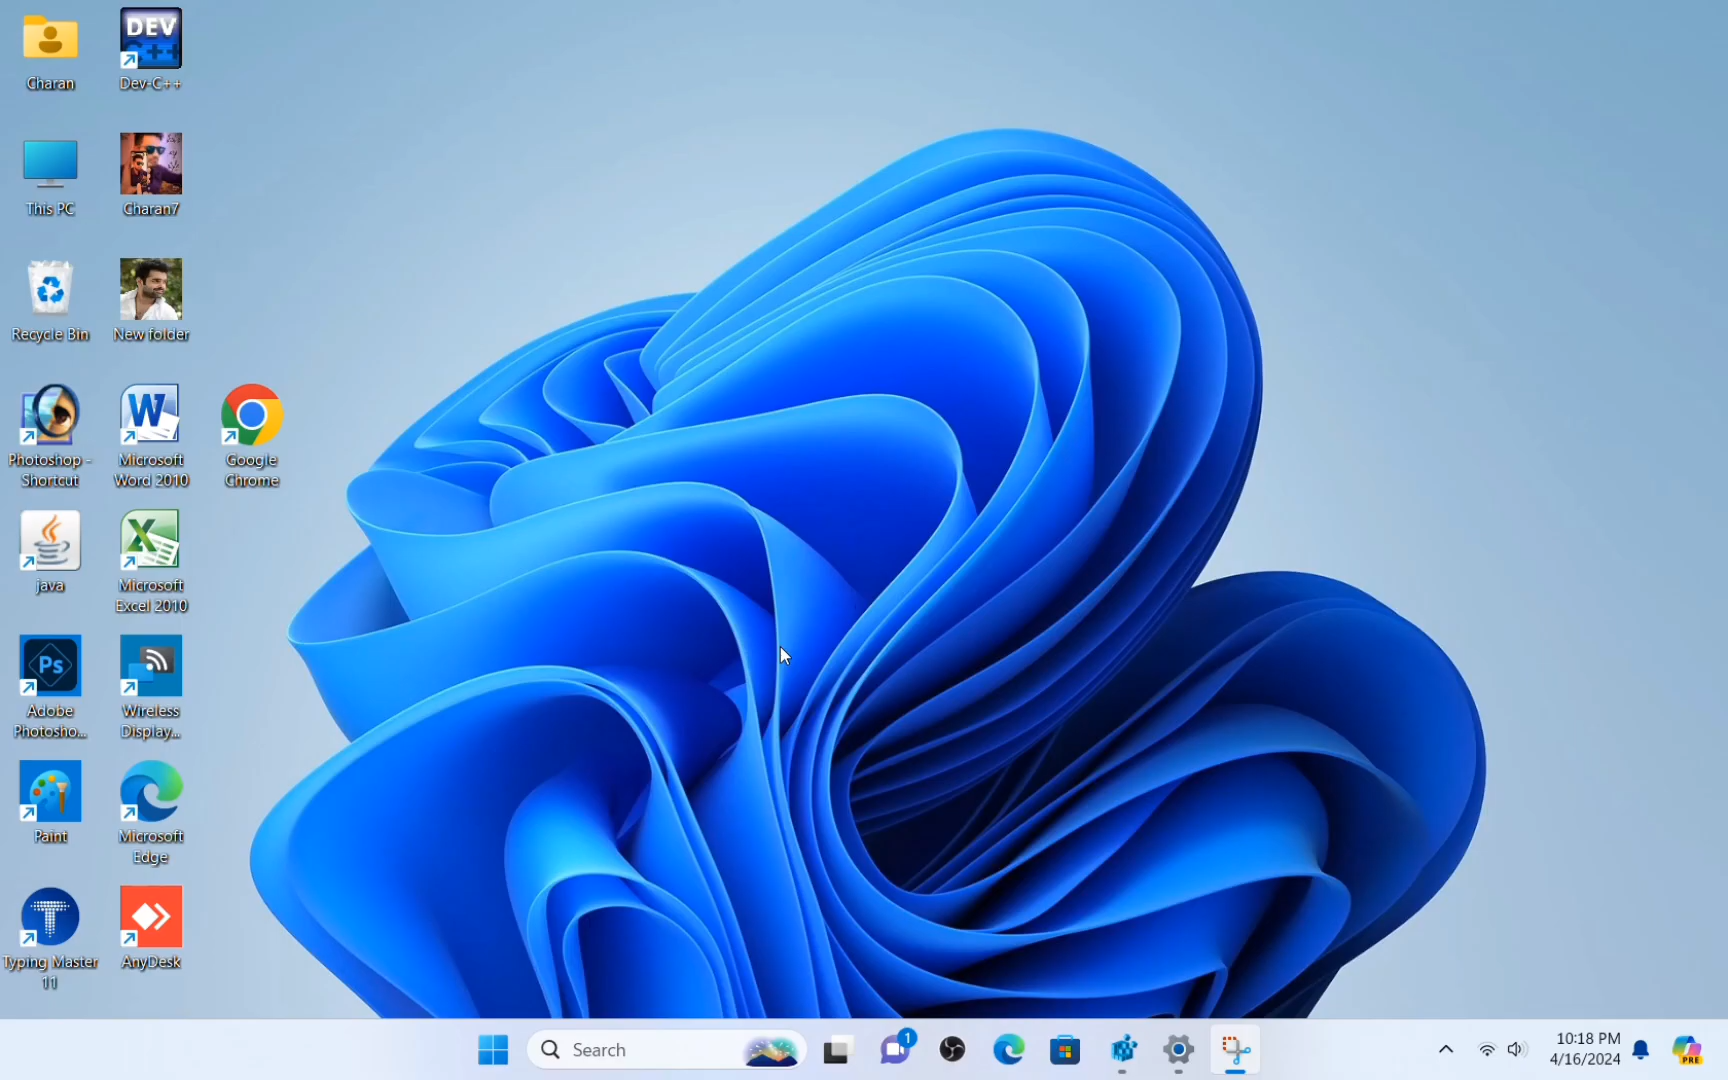 Charan
DEV
C++
Dev-C++
This PC
Charan7
Recycle Bin
New folder
Photoshop -
Shortcut
W
Microsoft
Word 2010
Google
Chrome
java
X
Microsoft
Excel 2010
Ps
Adobe
Photosho...
Wireless
Display...
Paint
Microsoft
Edge
T
Typing Master
11
AnyDesk
Search
1
10:18 PM
4/16/2024
PRE